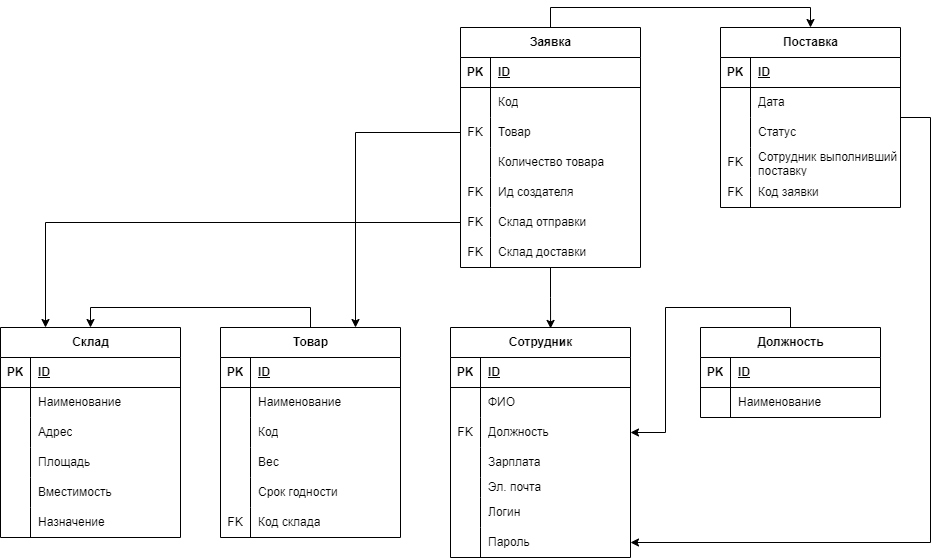 Заявка
PK ID
Код
FK Товар
Количество товара
FK Ид создателя
FK Склад отправки
FK Склад доставки
Поставка
PK ID
Дата
Статус
FK Сотрудник выполнивший
поставку
FK Код заявки
Склад
PK ID
Наименование
Адрес
Площадь
Вместимость
Назначение
Товар
PK ID
Наименование
Код
Вес
Срок годности
FK Код склада
Сотрудник
PK ID
ФИО
FK Должность
Зарплата
Эл. почта
Логин
Пароль
Должность
PK ID
Наименование